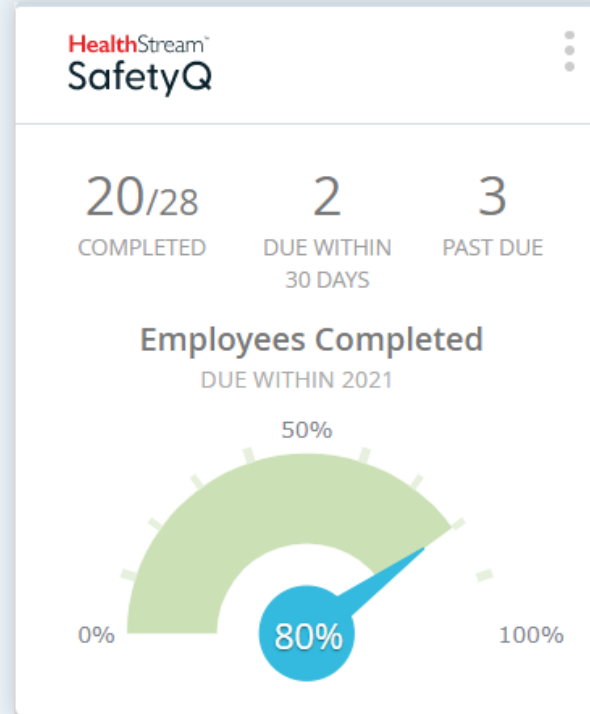 HealthStream™
SafetyQ
20/28 2 3
COMPLETED DUE WITHIN 30 DAYS PAST DUE
Employees Completed
DUE WITHIN 2021
50%
0% 80% 100%